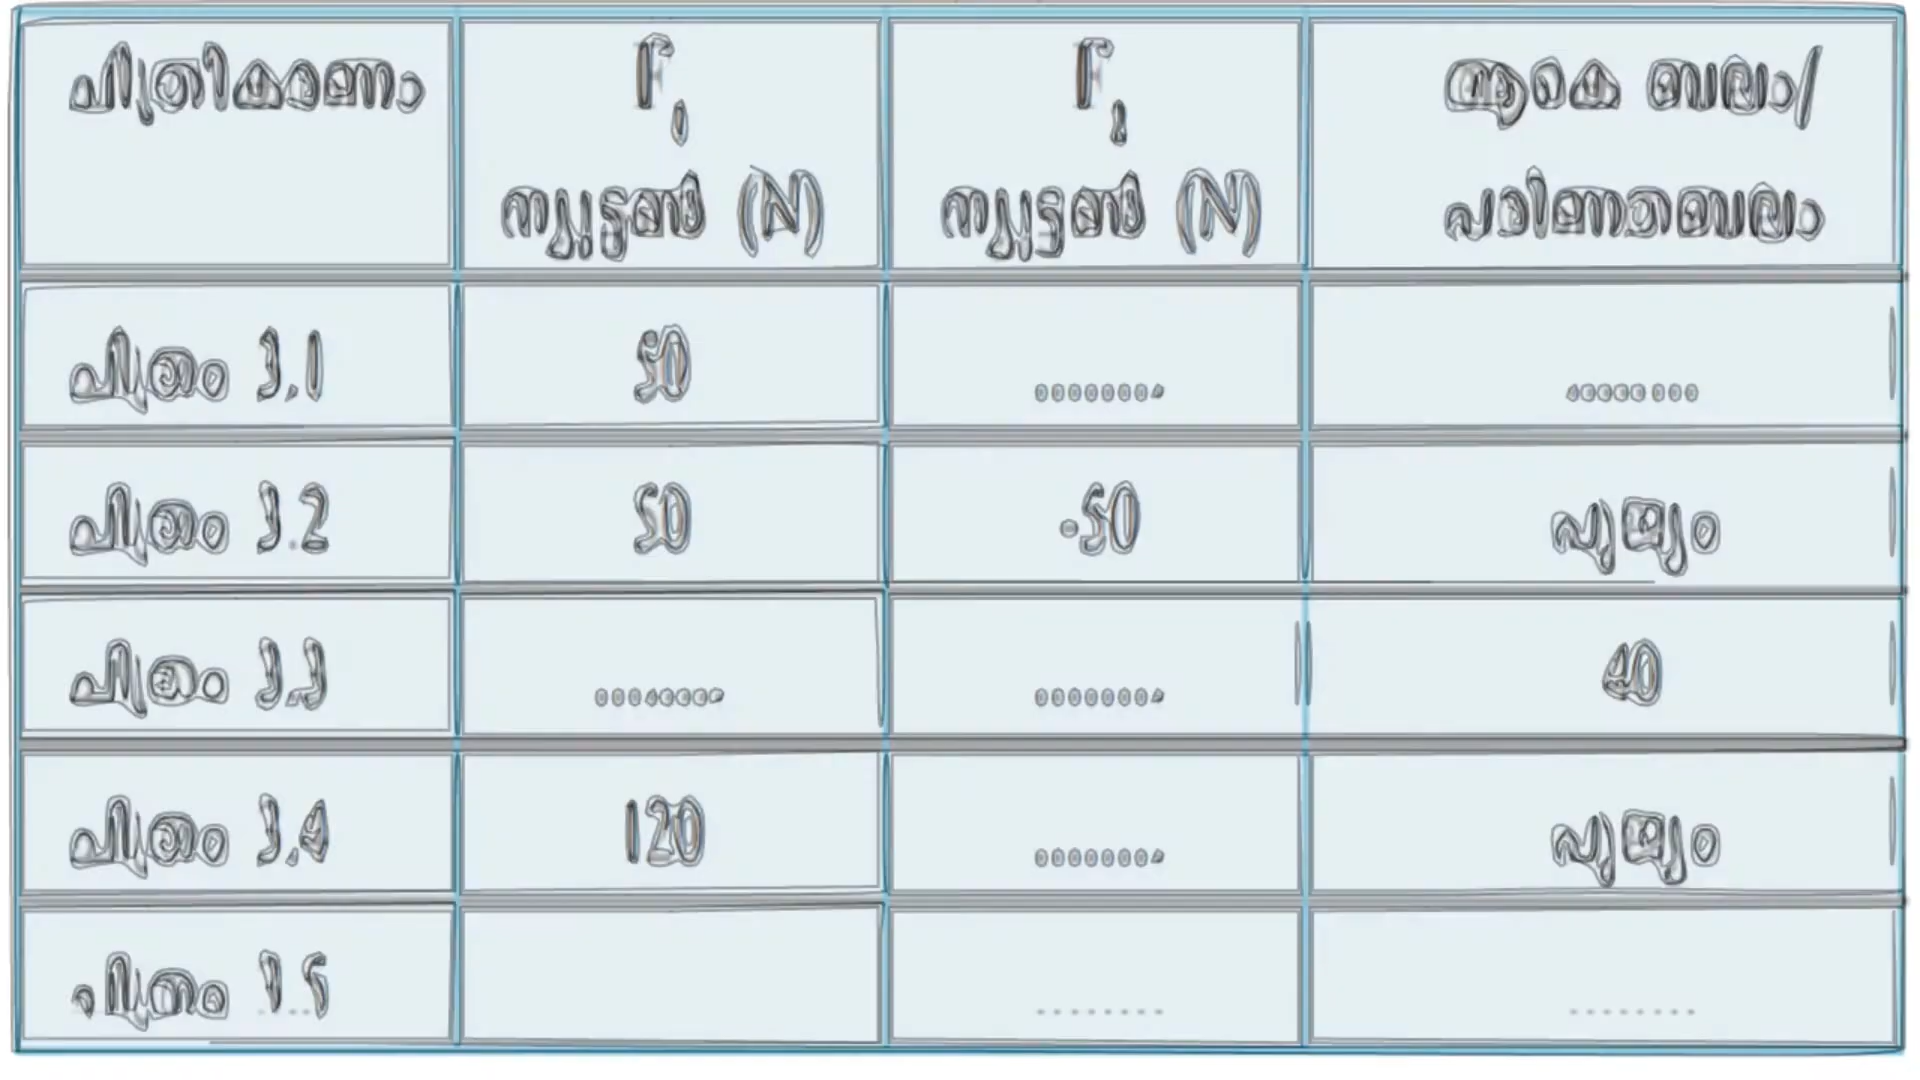 ചിത്രീകരണം
F1
ന്യൂട്ടൺ (N)
F2
ന്യൂട്ടൺ (N)
ആകെ ബലം/
പരിണതബലം
ചിത്രം 3.1
50
........
........
ചിത്രം 3.2
50
-50
പൂജ്യം
ചിത്രം 3.3
........
........
40
ചിത്രം 3.4
120
........
പൂജ്യം
ചിത്രം 3.5
........
........